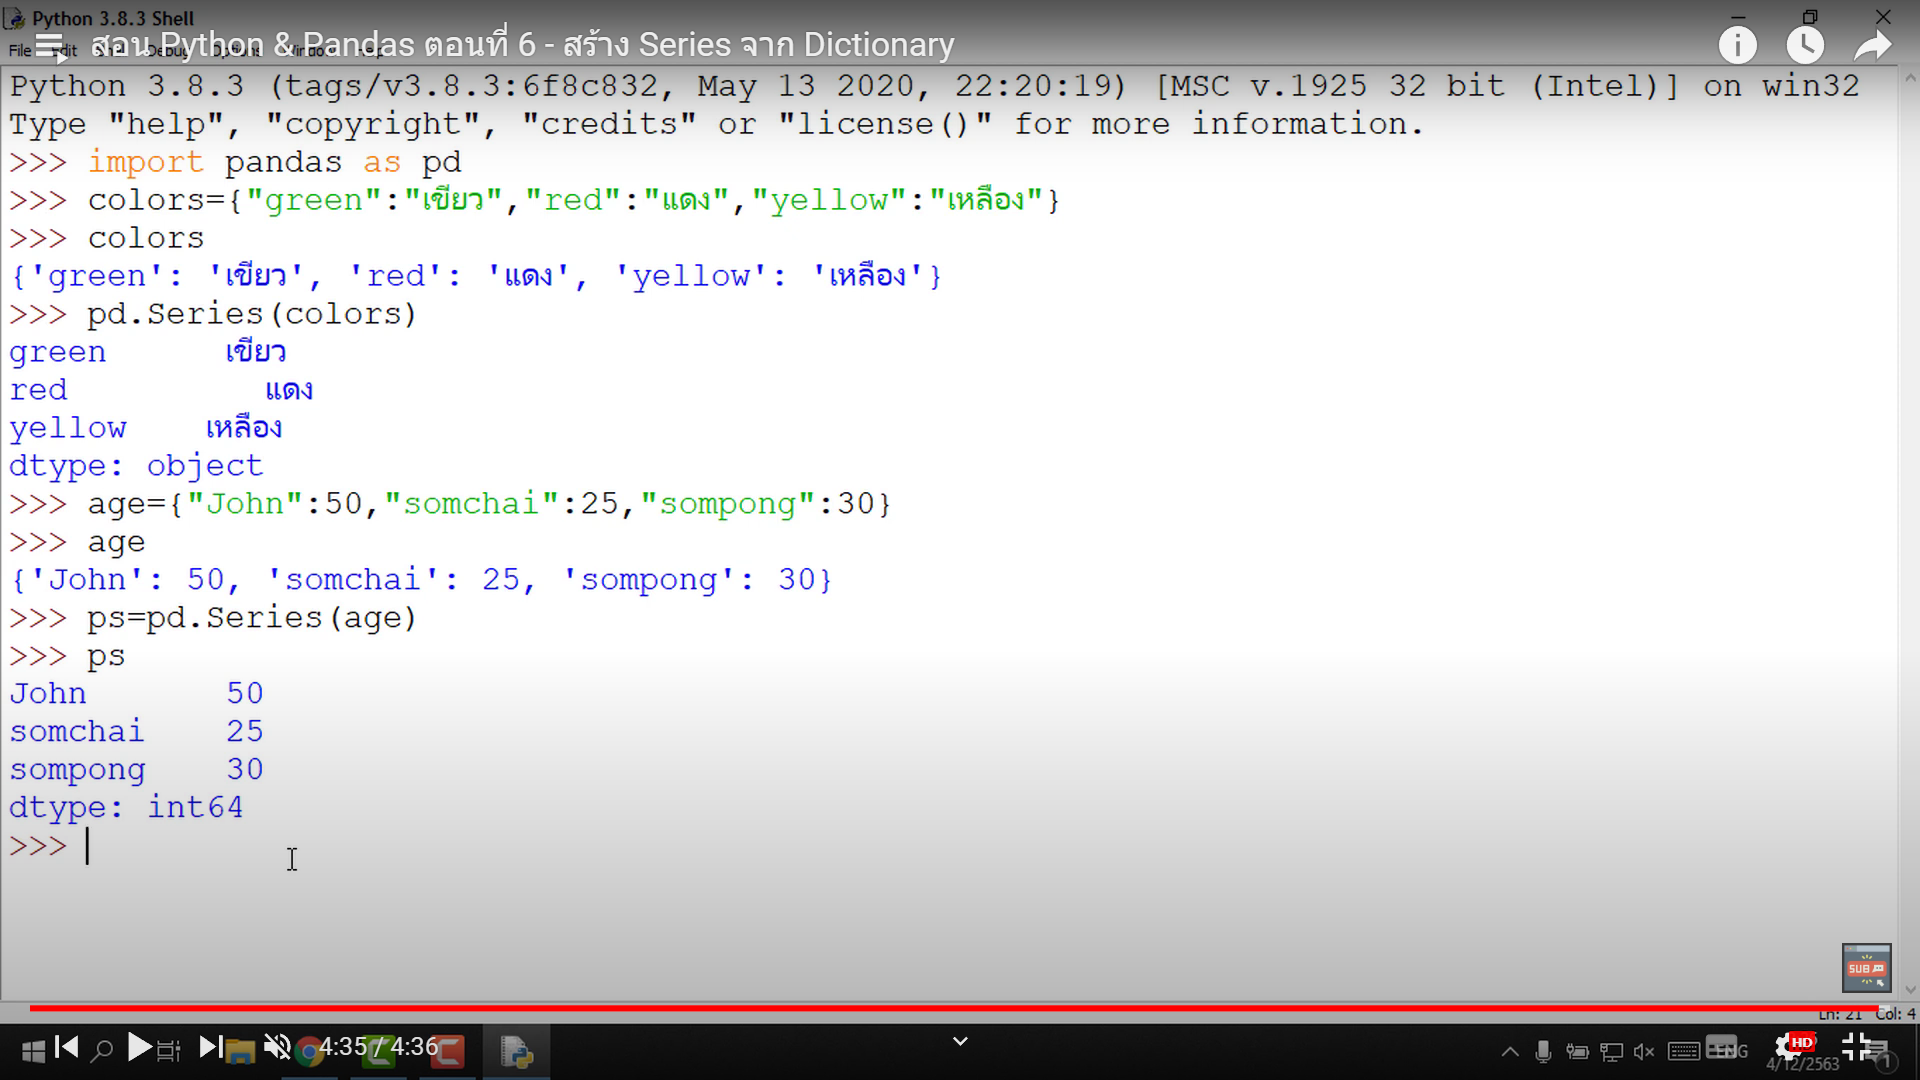 Python 3.8.3 Shell
สอน Python & Pandas ตอนที่ 6 - สร้าง Series จาก Dictionary
Python 3.8.3 (tags/v3.8.3:6f8c832, May 13 2020, 22:20:19) [MSC v.1925 32 bit (Intel)] on win32
Type "help", "copyright", "credits" or "license()" for more information.
>>> import pandas as pd
>>> colors={"green":"เขียว","red":"แดง","yellow":"เหลือง"}
>>> colors
{'green': 'เขียว', 'red': 'แดง', 'yellow': 'เหลือง'}
>>> pd.Series(colors)
green เขียว
red แดง
yellow เหลือง
dtype: object
>>> age={"John":50,"somchai":25,"sompong":30}
>>> age
{'John': 50, 'somchai': 25, 'sompong': 30}
>>> ps=pd.Series(age)
>>> ps
John 50
somchai 25
sompong 30
dtype: int64
>>>
SUB
Ln: 21 Col: 4
4:35 / 4:36
HD
ENG
4/12/2563
1